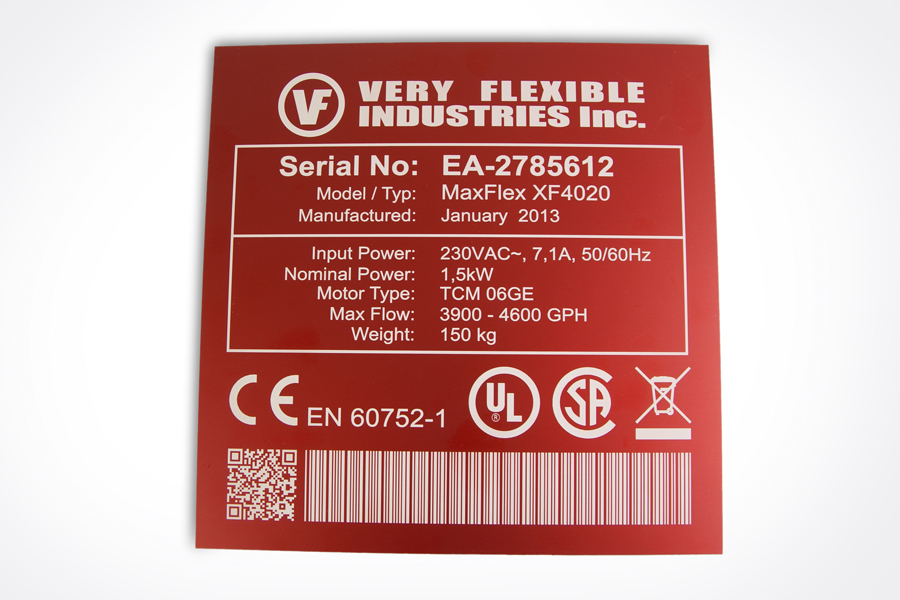 VF VERY FLEXIBLE
INDUSTRIES Inc.
Serial No: EA-2785612
Model / Typ: MaxFlex XF4020
Manufactured: January 2013
Input Power: 230VAC~, 7,1A, 50/60Hz
Nominal Power: 1,5kW
Motor Type: TCM 06GE
Max Flow: 3900 - 4600 GPH
Weight: 150 kg
CE EN 60752-1 UL ® SA